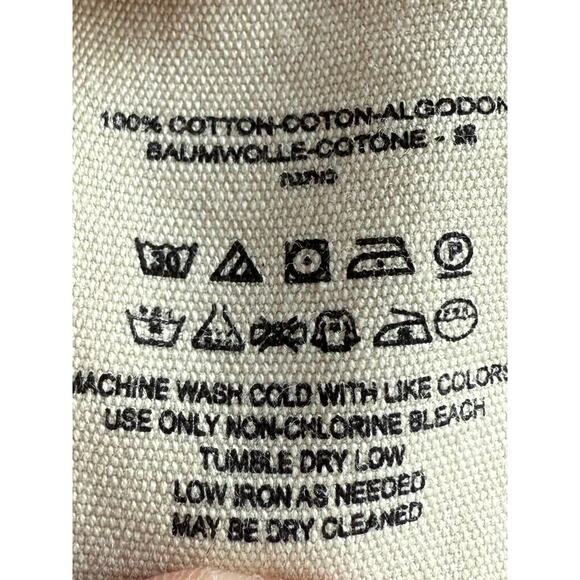 100% COTTON-COTON-ALGODON
BAUMWOLLE-COTONE - 綿
כותנה
30
P
MACHINE WASH COLD WITH LIKE COLORS
USE ONLY NON-CHLORINE BLEACH
TUMBLE DRY LOW
LOW IRON AS NEEDED
MAY BE DRY CLEANED